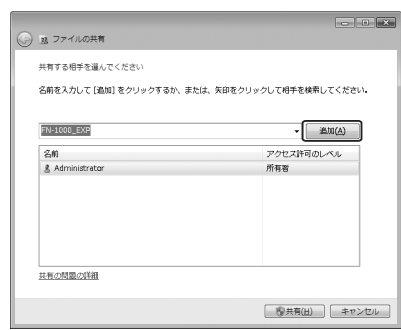 ファイルの共有
共有する相手を選んでください
名前を入力して [追加] をクリックするか、または、矢印をクリックして相手を検索してください。
FN-1000_EXP
追加(A)
名前 アクセス許可のレベル
Administrator 所有者
共有の問題の詳細
共有(H) キャンセル